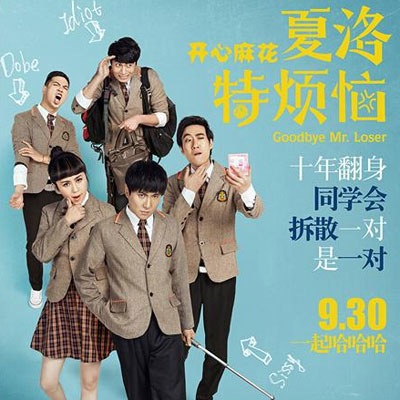 Idiot
Dobe
开心麻花
夏洛
特烦恼
Goodbye Mr. Loser
十年翻身
同学会
拆散一对
是一对
9.30
一起哈哈哈